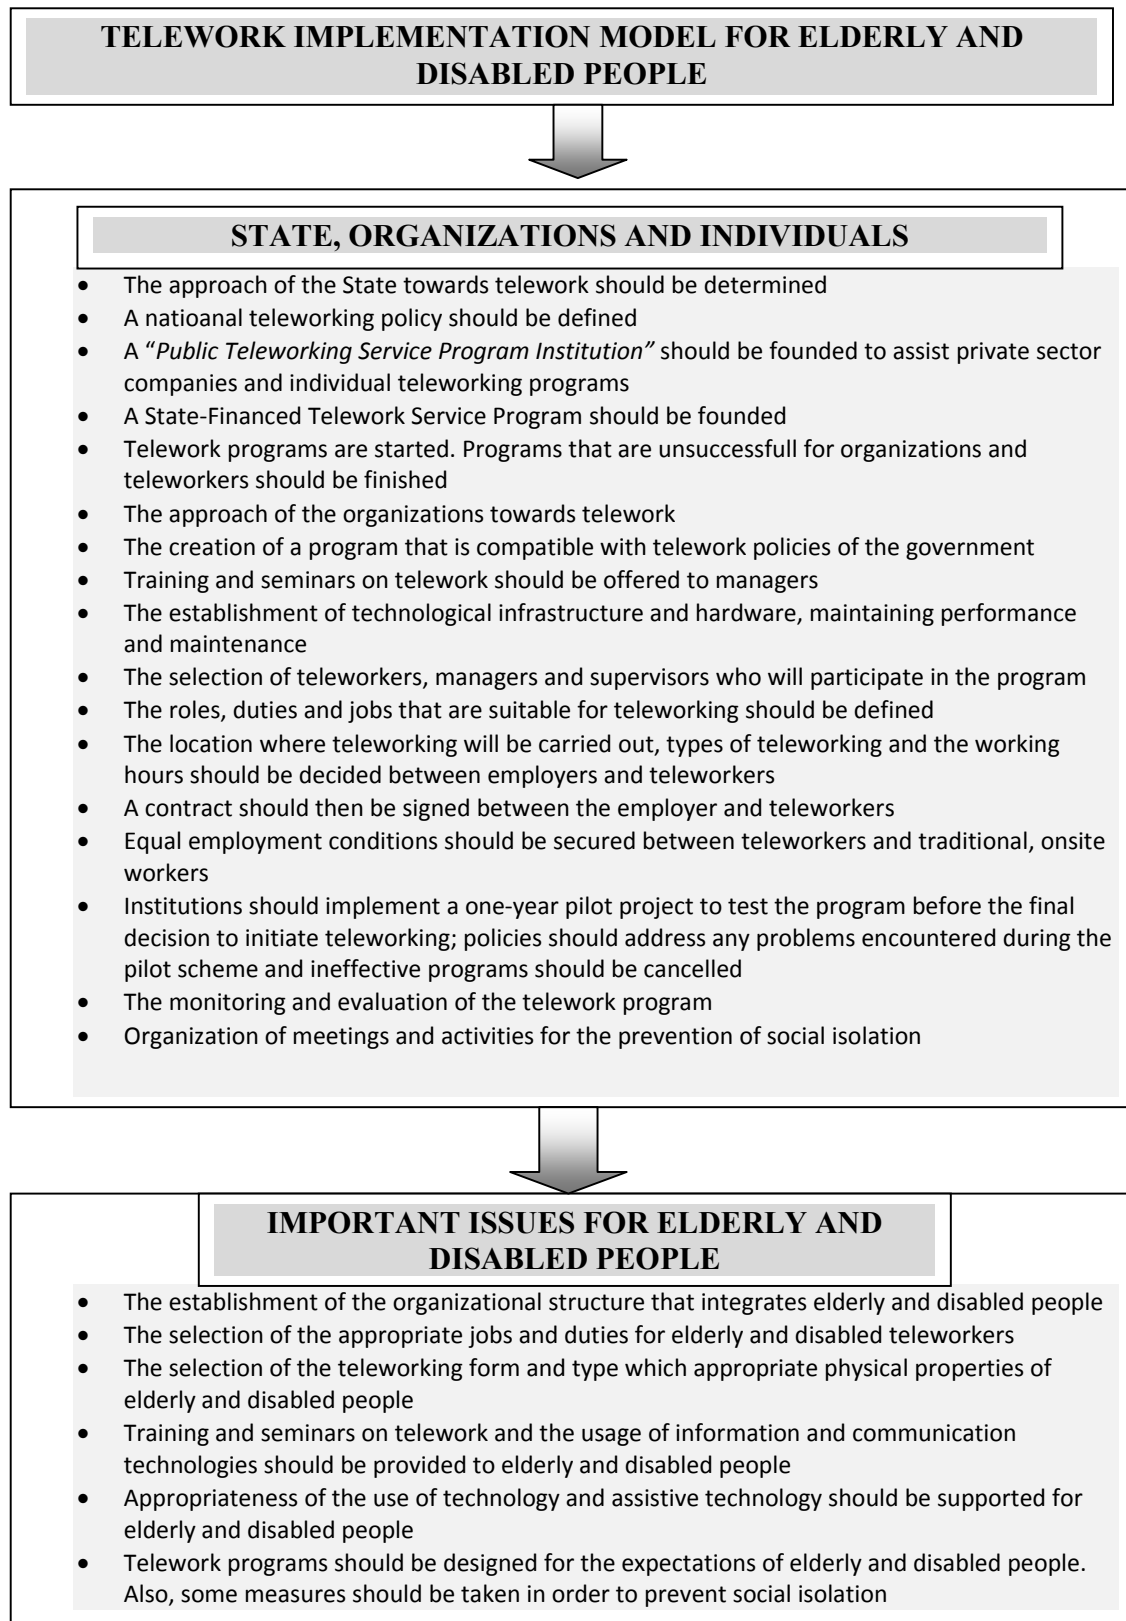 TELEWORK IMPLEMENTATION MODEL FOR ELDERLY AND
DISABLED PEOPLE
STATE, ORGANIZATIONS AND INDIVIDUALS
• The approach of the State towards telework should be determined
• A natioanal teleworking policy should be defined
• A “Public Teleworking Service Program Institution” should be founded to assist private sector
companies and individual teleworking programs
• A State-Financed Telework Service Program should be founded
• Telework programs are started. Programs that are unsuccessfull for organizations and
teleworkers should be finished
• The approach of the organizations towards telework
• The creation of a program that is compatible with telework policies of the government
• Training and seminars on telework should be offered to managers
• The establishment of technological infrastructure and hardware, maintaining performance
and maintenance
• The selection of teleworkers, managers and supervisors who will participate in the program
• The roles, duties and jobs that are suitable for teleworking should be defined
• The location where teleworking will be carried out, types of teleworking and the working
hours should be decided between employers and teleworkers
• A contract should then be signed between the employer and teleworkers
• Equal employment conditions should be secured between teleworkers and traditional, onsite
workers
• Institutions should implement a one-year pilot project to test the program before the final
decision to initiate teleworking; policies should address any problems encountered during the
pilot scheme and ineffective programs should be cancelled
• The monitoring and evaluation of the telework program
• Organization of meetings and activities for the prevention of social isolation
IMPORTANT ISSUES FOR ELDERLY AND
DISABLED PEOPLE
• The establishment of the organizational structure that integrates elderly and disabled people
• The selection of the appropriate jobs and duties for elderly and disabled teleworkers
• The selection of the teleworking form and type which appropriate physical properties of
elderly and disabled people
• Training and seminars on telework and the usage of information and communication
technologies should be provided to elderly and disabled people
• Appropriateness of the use of technology and assistive technology should be supported for
elderly and disabled people
• Telework programs should be designed for the expectations of elderly and disabled people.
Also, some measures should be taken in order to prevent social isolation